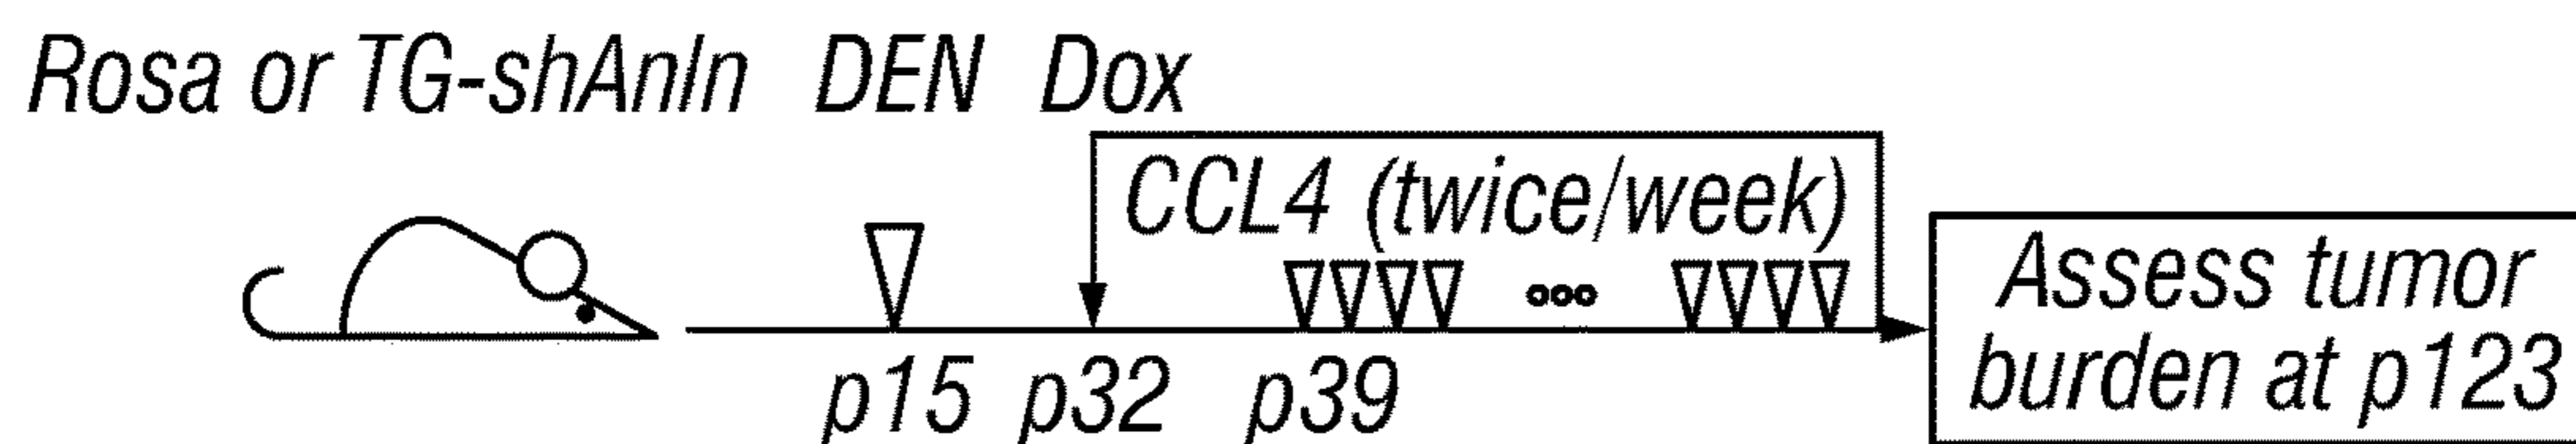 Rosa or TG-shAnln DEN Dox
CCL4 (twice/week)
Assess tumor
burden at p123
p15 p32 p39